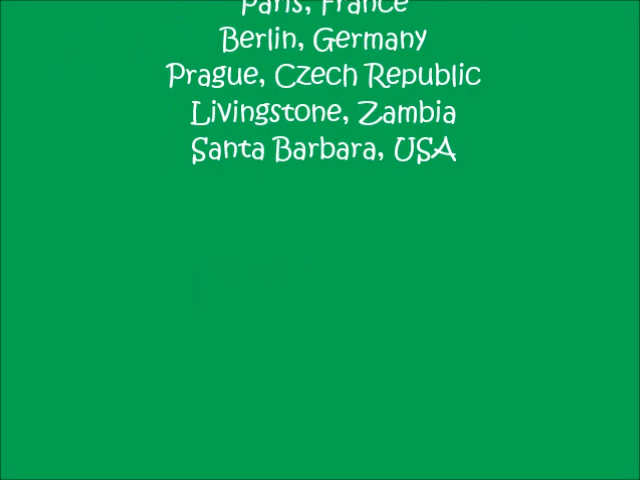 Paris, France
Berlin, Germany
Prague, Czech Republic
Livingstone, Zambia
Santa Barbara, USA